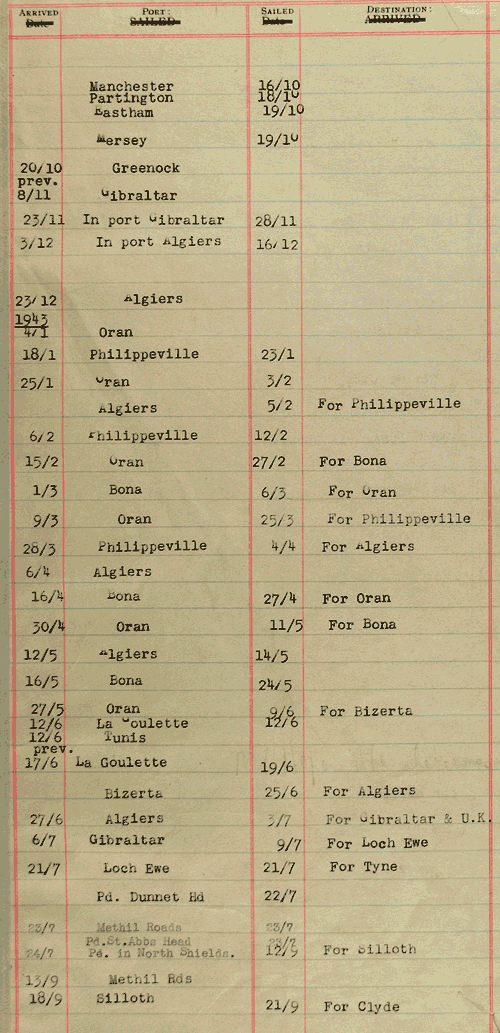 ARRIVED PORT: SAILED DESTINATION:
Date SAILED Date ARRIVED
Manchester 16/10
Partington 18/10
Eastham 19/10
Mersey 19/10
20/10 Greenock
prev.
8/11 Gibraltar
23/11 In port Gibraltar 28/11
3/12 In port Algiers 16/12
23/12 Algiers
1943
4/1 Oran
18/1 Philippeville 23/1
25/1 Oran 3/2
Algiers 5/2 For Philippeville
6/2 Philippeville 12/2
15/2 Oran 27/2 For Bona
1/3 Bona 6/3 For Oran
9/3 Oran 25/3 For Philippeville
28/3 Philippeville 4/4 For Algiers
6/4 Algiers
16/4 Bona 27/4 For Oran
30/4 Oran 11/5 For Bona
12/5 Algiers 14/5
16/5 Bona 24/5
27/5 Oran 9/6 For Bizerta
12/6 La Goulette 12/6
12/6 Tunis
prev.
17/6 La Goulette 19/6
Bizerta 25/6 For Algiers
27/6 Algiers 3/7 For Gibraltar & U.K.
6/7 Gibraltar 9/7 For Loch Ewe
21/7 Loch Ewe 21/7 For Tyne
Pd. Dunnet Hd 22/7
23/7 Methil Roads 23/7
Pd.St.Abbs Head 23/7
24/7 Pd. in North Shields. 12/9 For Silloth
13/9 Methil Rds
18/9 Silloth 21/9 For Clyde